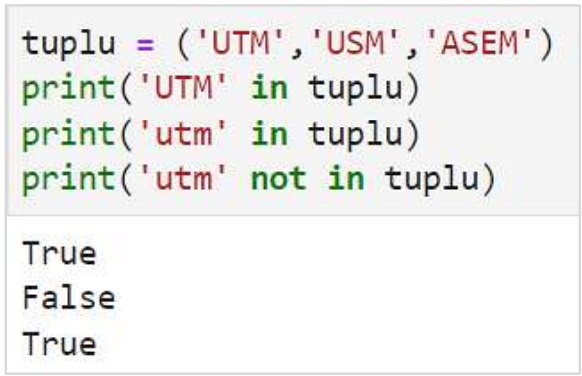 tuplu = ('UTM','USM','ASEM')
print('UTM' in tuplu)
print('utm' in tuplu)
print('utm' not in tuplu)
True
False
True